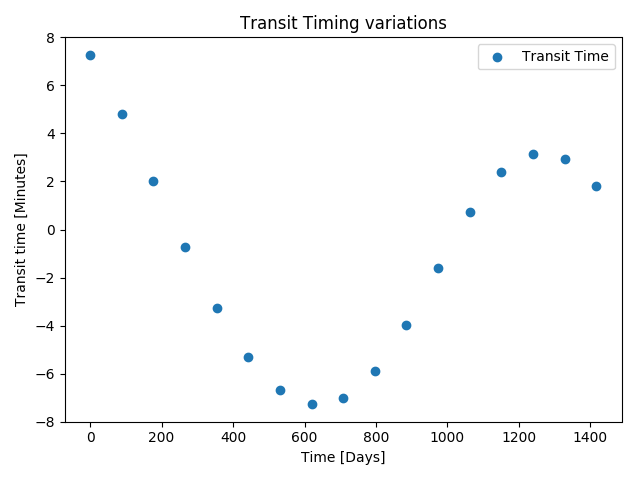 Transit Timing variations
Transit Time
Transit time [Minutes]
8
6
4
2
0
−2
−4
−6
−8
0 200 400 600 800 1000 1200 1400
Time [Days]